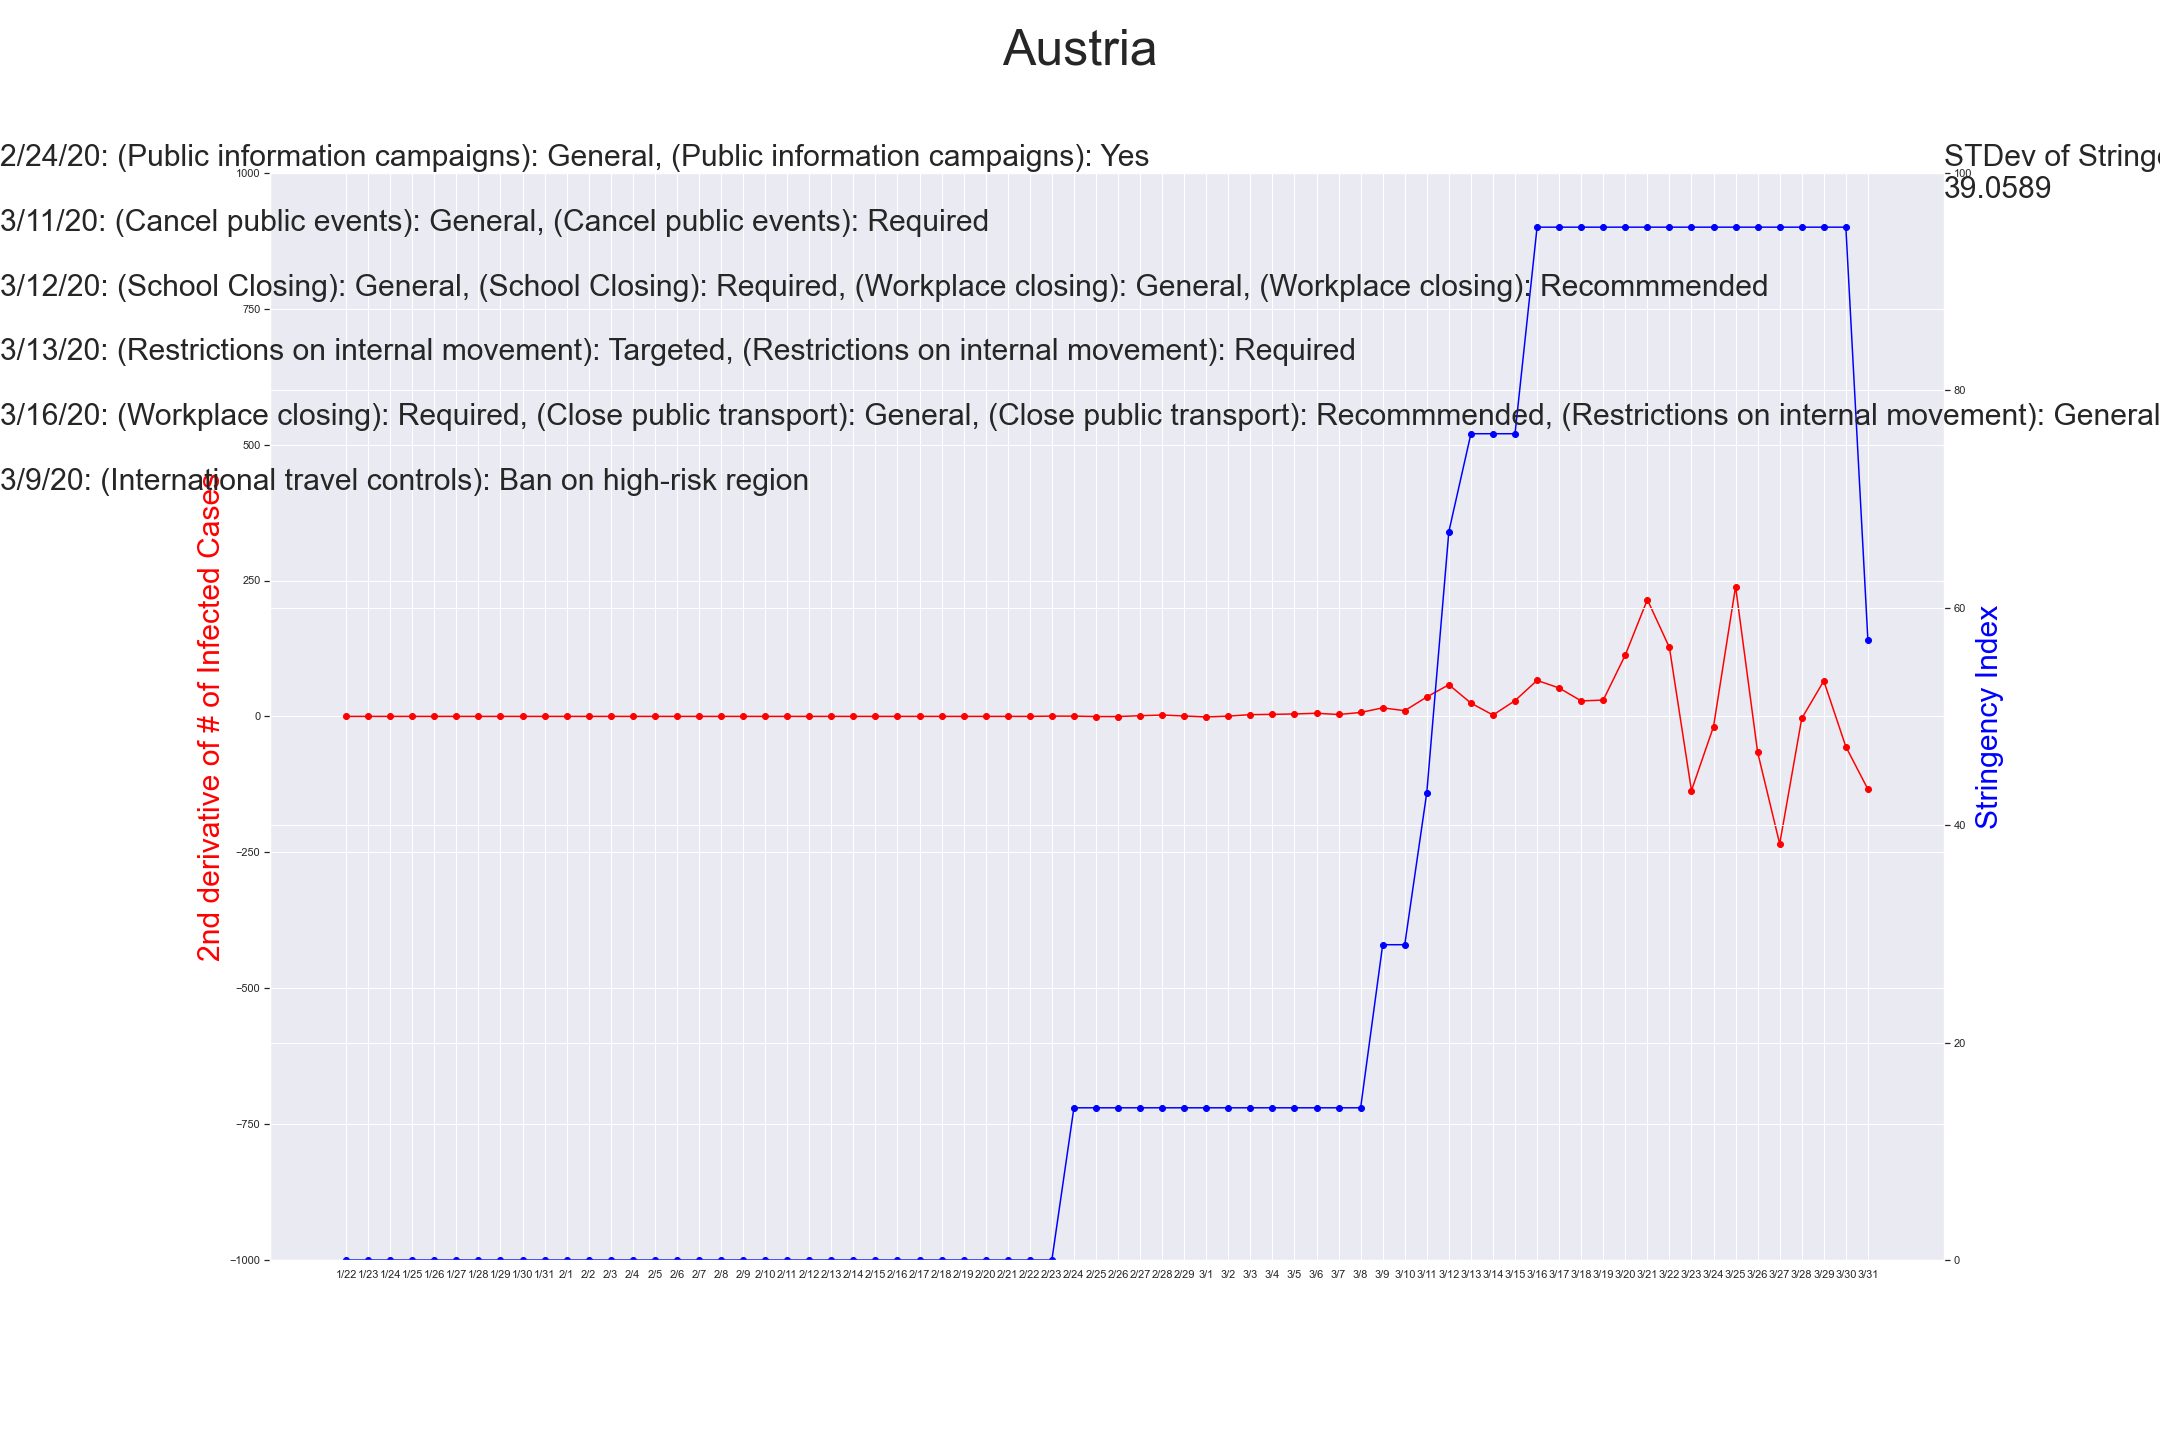 Austria
2/24/20: (Public information campaigns): General, (Public information campaigns): Yes
STDev of Stringe
39.0589
3/11/20: (Cancel public events): General, (Cancel public events): Required
3/12/20: (School Closing): General, (School Closing): Required, (Workplace closing): General, (Workplace closing): Recommmended
3/13/20: (Restrictions on internal movement): Targeted, (Restrictions on internal movement): Required
3/16/20: (Workplace closing): Required, (Close public transport): General, (Close public transport): Recommmended, (Restrictions on internal movement): General
3/9/20: (International travel controls): Ban on high-risk region
2nd derivative of # of Infected Cases
1000
750
500
250
0
−250
−500
−750
−1000
100
80
60
40
20
0
Stringency Index
1/22 1/23 1/24 1/25 1/26 1/27 1/28 1/29 1/30 1/31 2/1 2/2 2/3 2/4 2/5 2/6 2/7 2/8 2/9 2/10 2/11 2/12 2/13 2/14 2/15 2/16 2/17 2/18 2/19 2/20 2/21 2/22 2/23 2/24 2/25 2/26 2/27 2/28 2/29 3/1 3/2 3/3 3/4 3/5 3/6 3/7 3/8 3/9 3/10 3/11 3/12 3/13 3/14 3/15 3/16 3/17 3/18 3/19 3/20 3/21 3/22 3/23 3/24 3/25 3/26 3/27 3/28 3/29 3/30 3/31